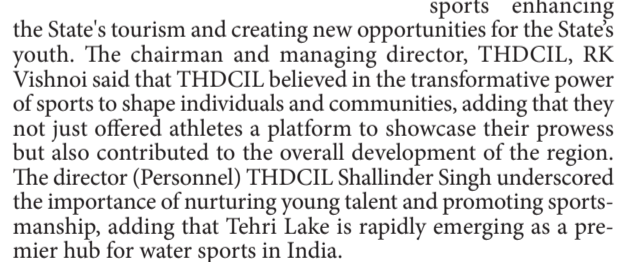 sports enhancing
the State's tourism and creating new opportunities for the State's
youth. The chairman and managing director, THDCIL, RK
Vishnoi said that THDCIL believed in the transformative power
of sports to shape individuals and communities, adding that they
not just offered athletes a platform to showcase their prowess
but also contributed to the overall development of the region.
The director (Personnel) THDCIL Shallinder Singh underscored
the importance of nurturing young talent and promoting sports-
manship, adding that Tehri Lake is rapidly emerging as a pre-
mier hub for water sports in India.